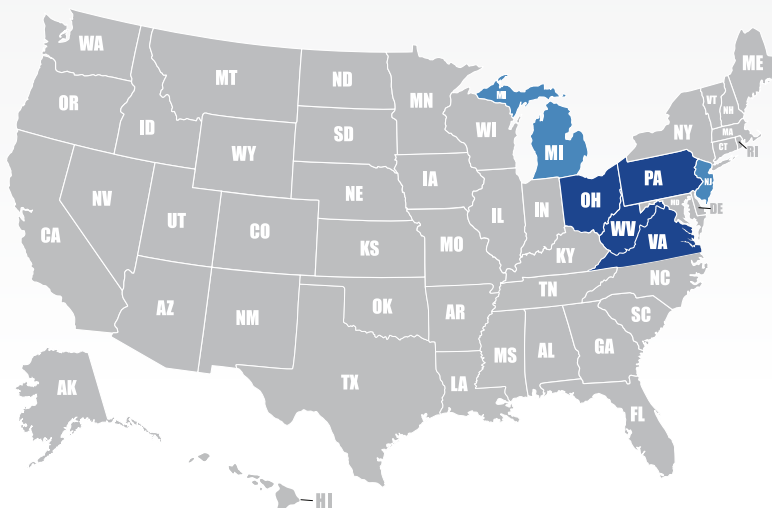 WA
MT
ND
MN
ME
OR
ID
SD
WI
MI
VT
NH
NY
MA
CT
RI
WY
MI
IA
NE
PA
NJ
NV
UT
CO
IL
IN
OH
MD
DE
CA
KS
MO
WV
VA
KY
AZ
NM
OK
AR
TN
NC
SC
MS
AL
GA
TX
LA
AK
FL
HI